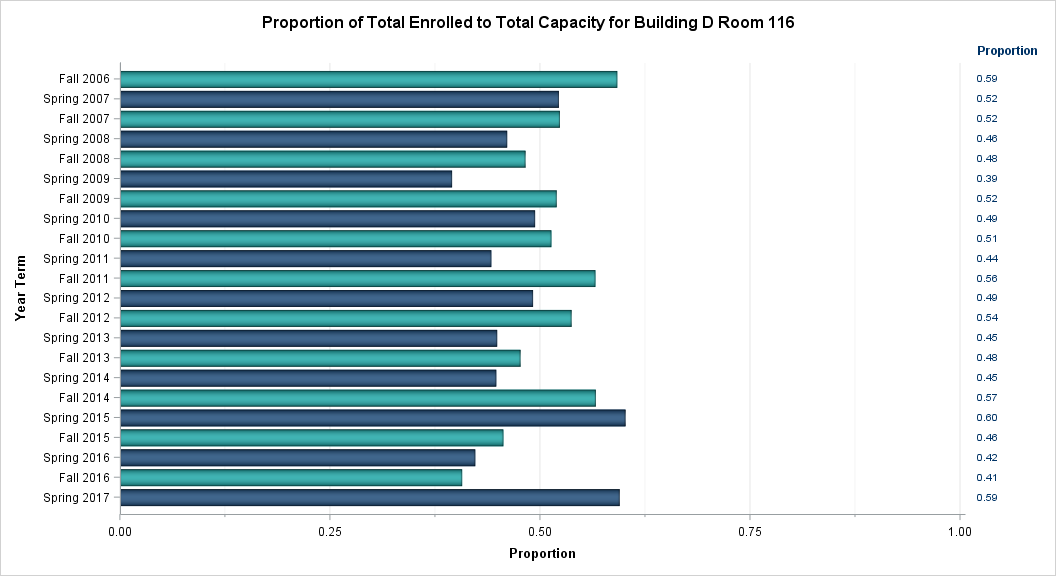 Proportion of Total Enrolled to Total Capacity for Building D Room 116
Proportion
Fall 2006 0.59
Spring 2007 0.52
Fall 2007 0.52
Spring 2008 0.46
Fall 2008 0.48
Spring 2009 0.39
Fall 2009 0.52
Spring 2010 0.49
Fall 2010 0.51
Spring 2011 0.44
Fall 2011 0.56
Spring 2012 0.49
Fall 2012 0.54
Spring 2013 0.45
Fall 2013 0.48
Spring 2014 0.45
Fall 2014 0.57
Spring 2015 0.60
Fall 2015 0.46
Spring 2016 0.42
Fall 2016 0.41
Spring 2017 0.59
Year Term
0.00 0.25 0.50 0.75 1.00
Proportion